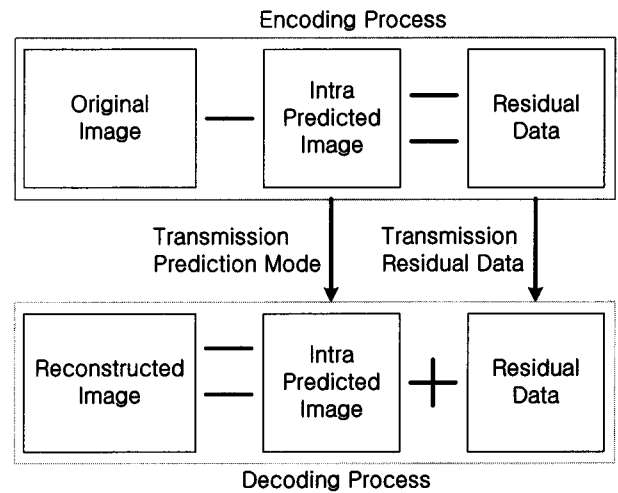 Encoding Process
Original
Image
Intra
Predicted
Image
Residual
Data
Transmission
Prediction Mode
Transmission
Residual Data
Reconstructed
Image
Intra
Predicted
Image
Residual
Data
Decoding Process